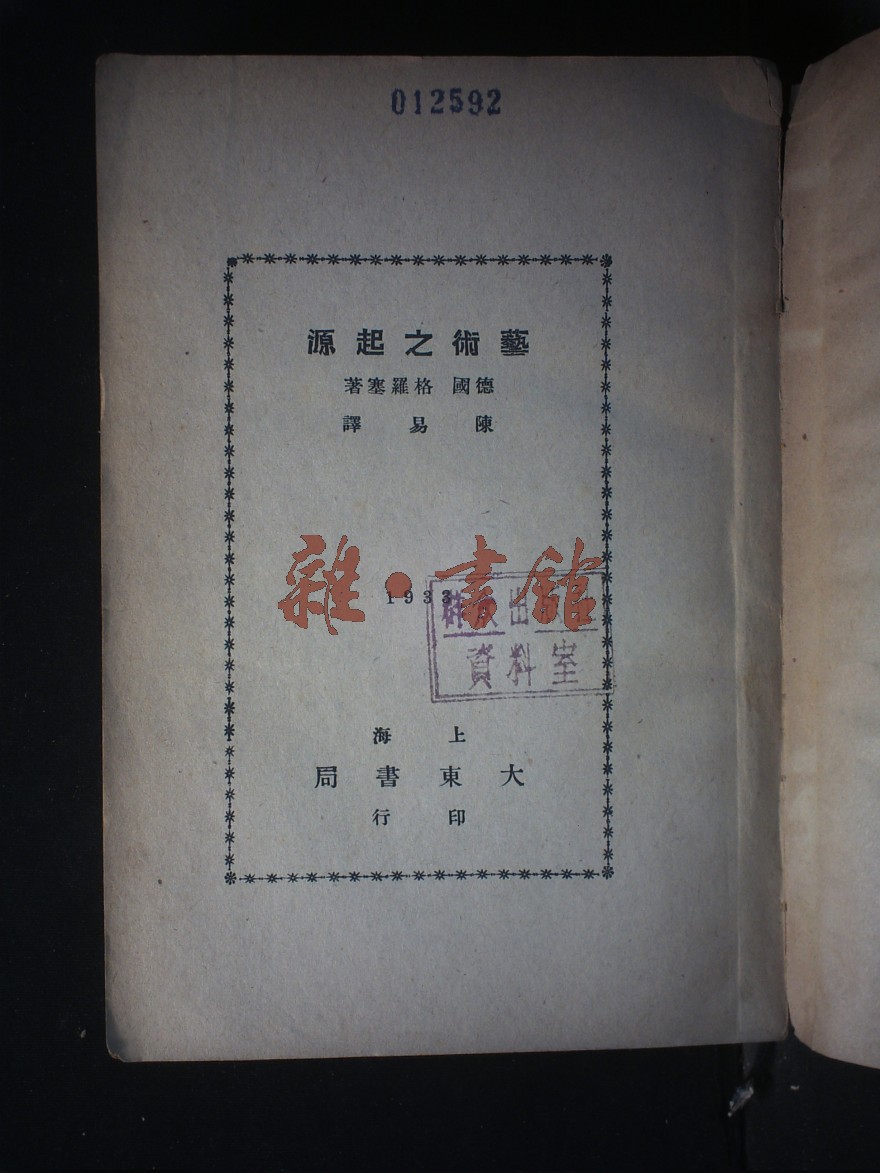 012592
藝術之起源
德國 格羅塞著
陳易譯
雜·書館
1933
出
資料室
上海
大東書局
印行